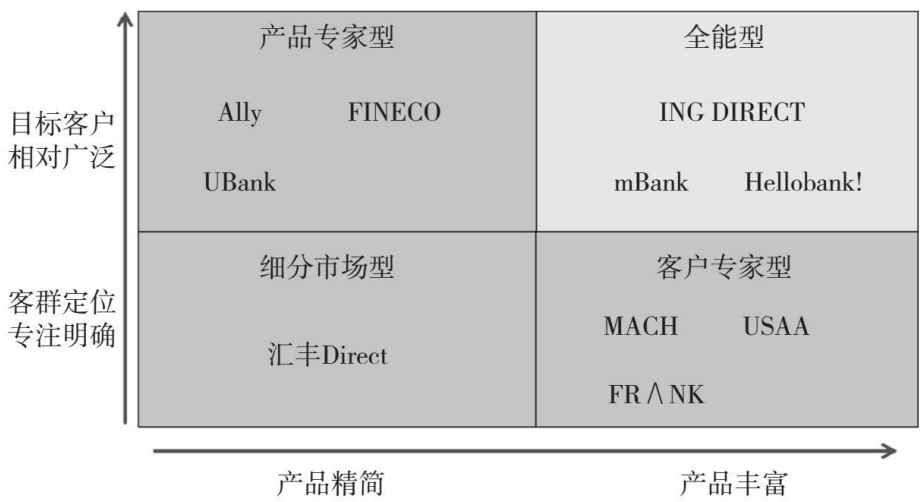 产品专家型
全能型
目标客户
相对广泛
Ally FINECO
UBank
ING DIRECT
mBank Hellobank!
细分市场型
客户专家型
客群定位
专注明确
汇丰Direct
MACH USAA
FR∧NK
产品精简
产品丰富